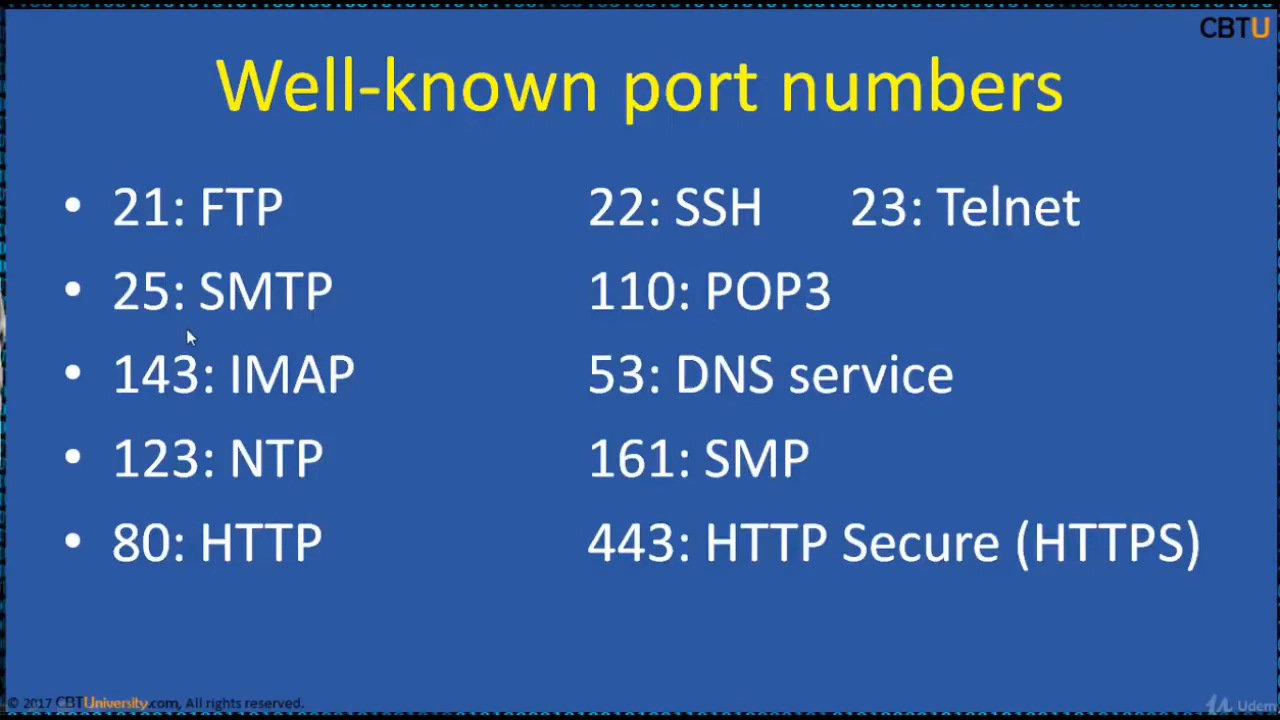 CBTU
Well-known port numbers
• 21: FTP 22: SSH 23: Telnet
• 25: SMTP 110: POP3
• 143: IMAP 53: DNS service
• 123: NTP 161: SMP
• 80: HTTP 443: HTTP Secure (HTTPS)
© 2017 CBTUniversity.com, All rights reserved.